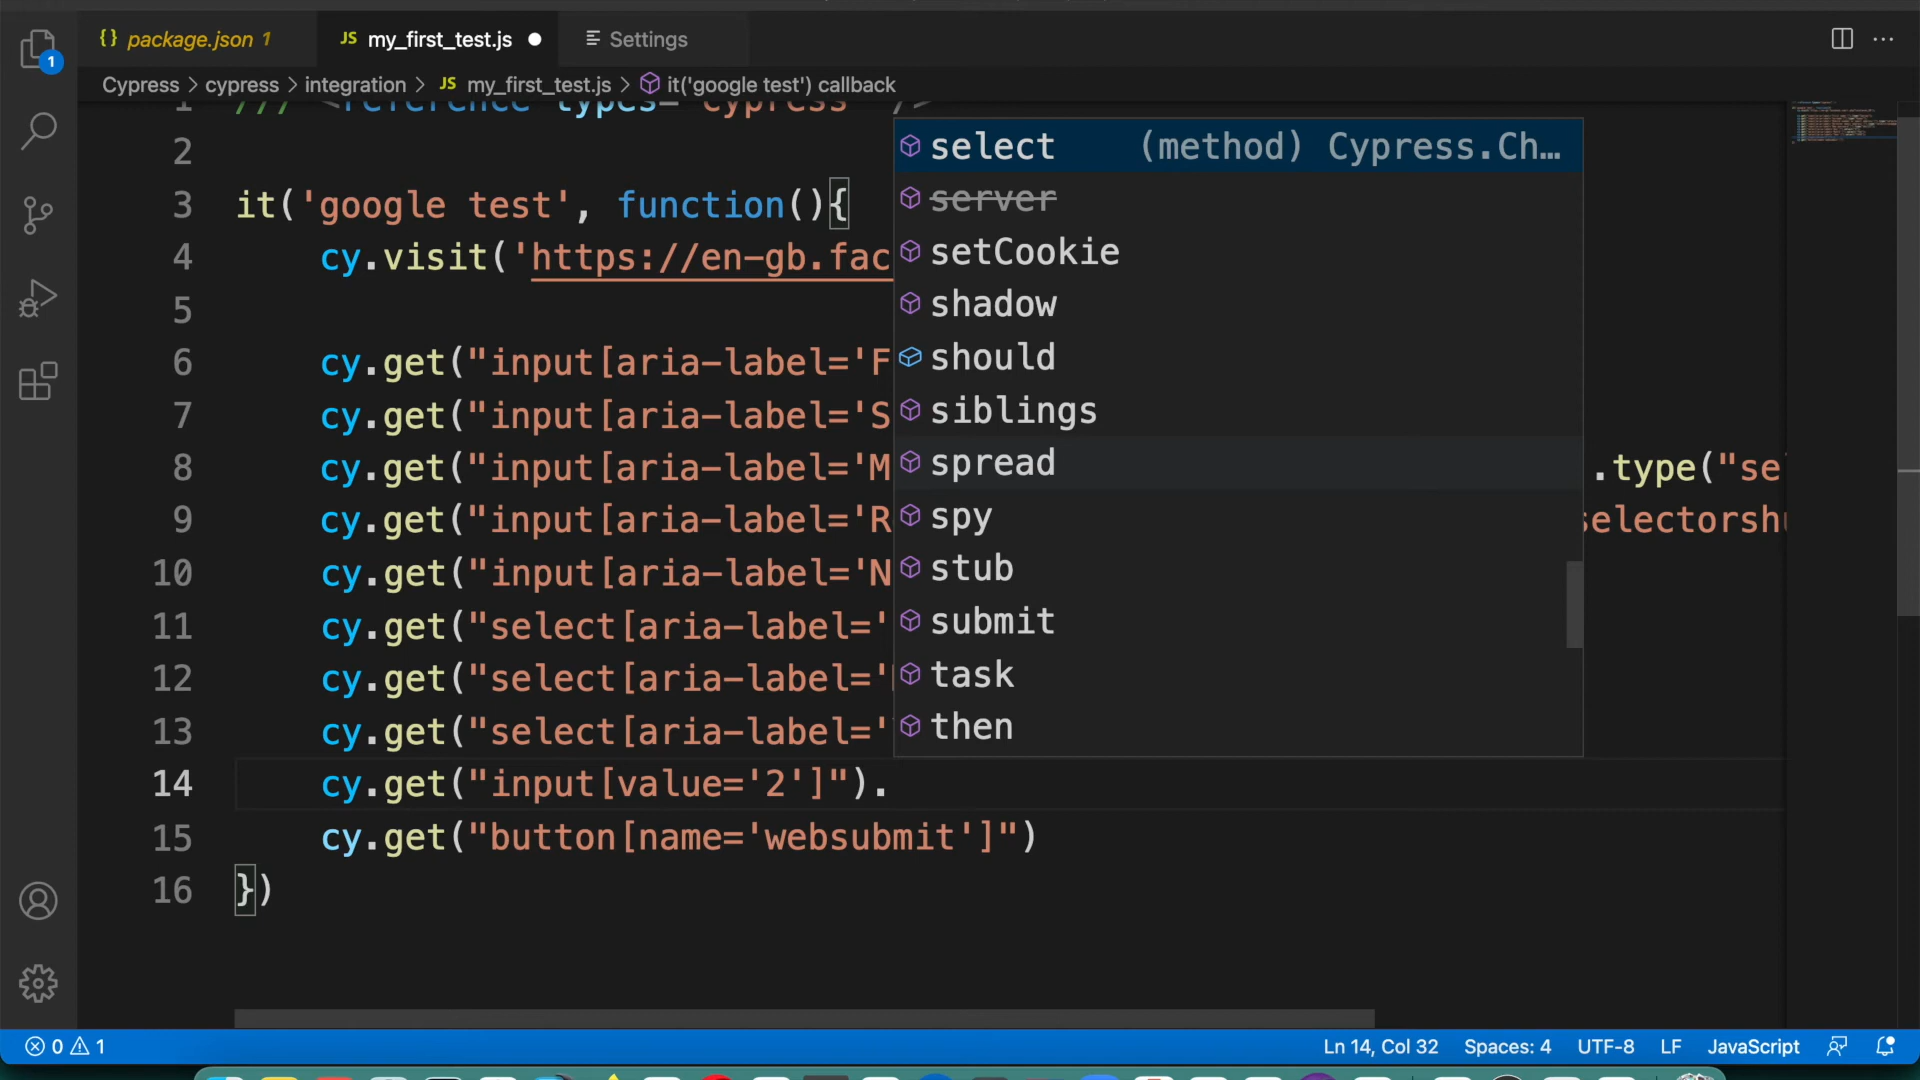 package.json 1
JS my_first_test.js
Settings
1
Cypress > cypress > integration > JS my_first_test.js > it('google test') callback
1 /// <reference types="cypress" />
2
3 it('google test', function(){
4 cy.visit('https://en-gb.fac
5
6 cy.get("input[aria-label='F
7 cy.get("input[aria-label='S
8 cy.get("input[aria-label='M .type("se
9 cy.get("input[aria-label='R selectorshu
10 cy.get("input[aria-label='N
11 cy.get("select[aria-label='
12 cy.get("select[aria-label='
13 cy.get("select[aria-label='
14 cy.get("input[value='2']").
15 cy.get("button[name='websubmit']")
16 })
select (method) Cypress.Ch…
server
setCookie
shadow
should
siblings
spread
spy
stub
submit
task
then
0 1
Ln 14, Col 32 Spaces: 4 UTF-8 LF JavaScript